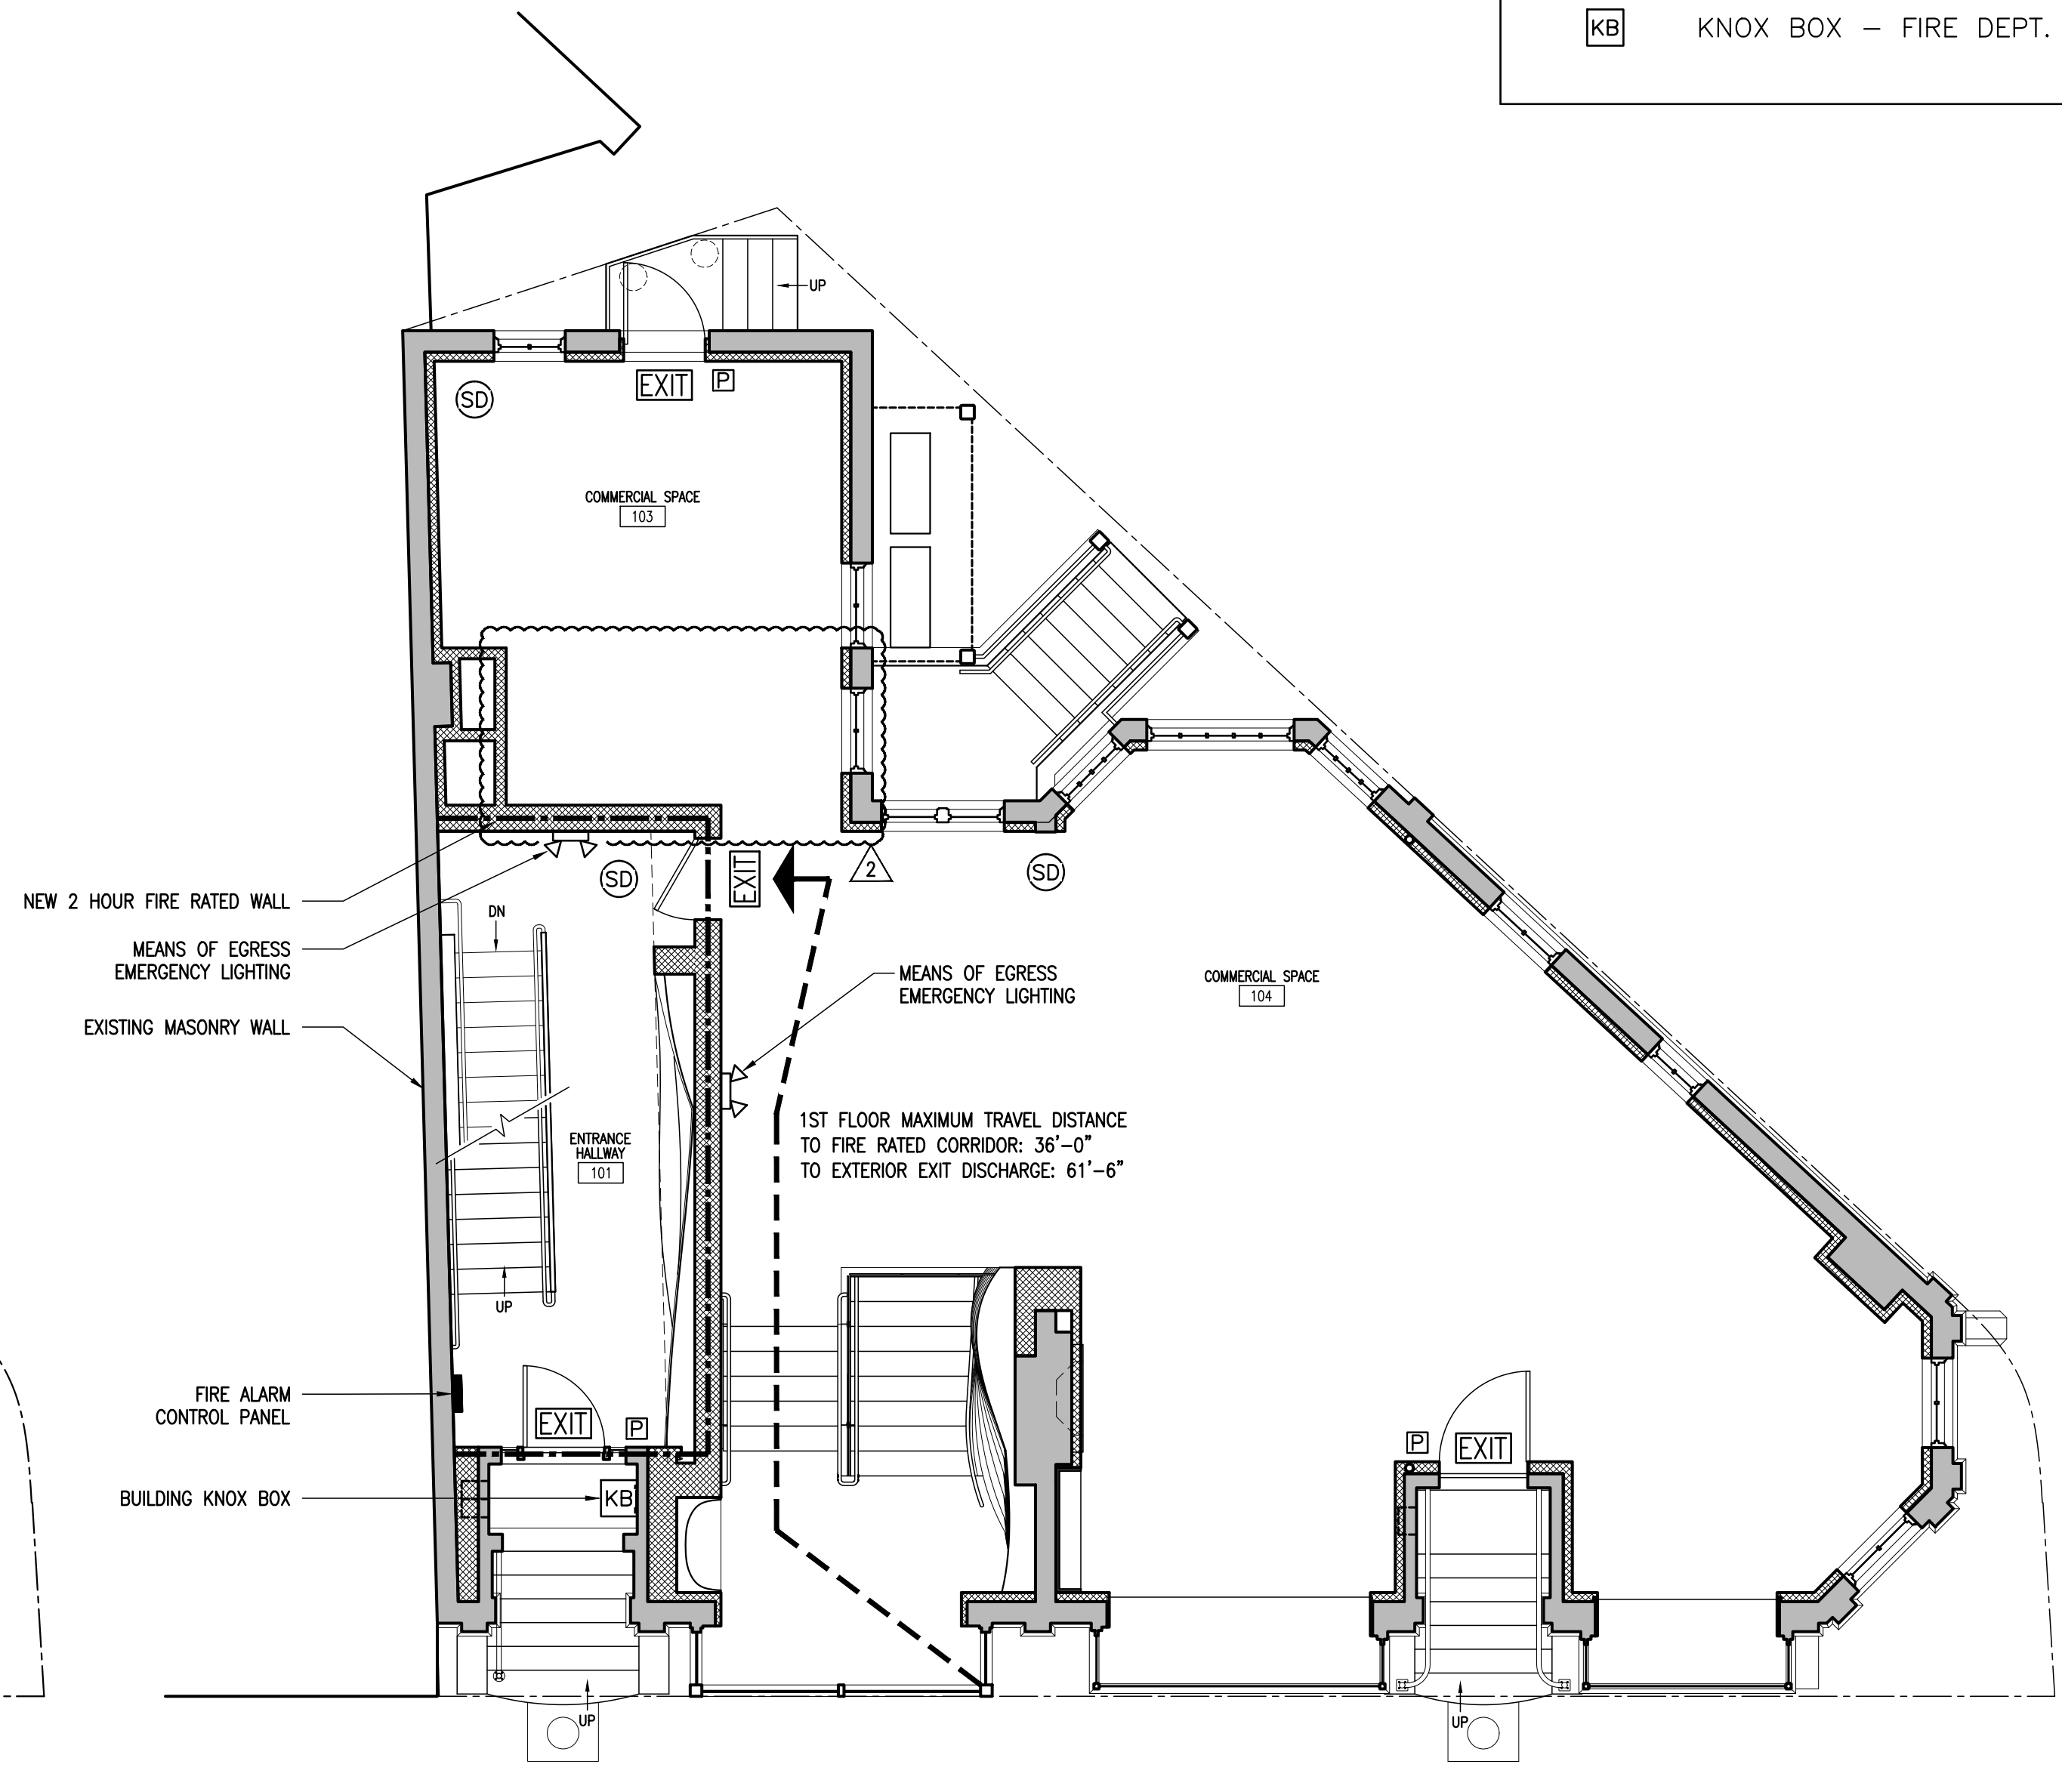 KB KNOX BOX – FIRE DEPT.
UP
EXIT P
SD
COMMERCIAL SPACE
103
2
EXIT
SD
SD
NEW 2 HOUR FIRE RATED WALL
DN
MEANS OF EGRESS
EMERGENCY LIGHTING
MEANS OF EGRESS
EMERGENCY LIGHTING
COMMERCIAL SPACE
104
EXISTING MASONRY WALL
1ST FLOOR MAXIMUM TRAVEL DISTANCE
TO FIRE RATED CORRIDOR: 36'–0"
TO EXTERIOR EXIT DISCHARGE: 61'–6"
ENTRANCE
HALLWAY
101
UP
FIRE ALARM
CONTROL PANEL
EXIT P
P EXIT
BUILDING KNOX BOX
KB
UP
UP